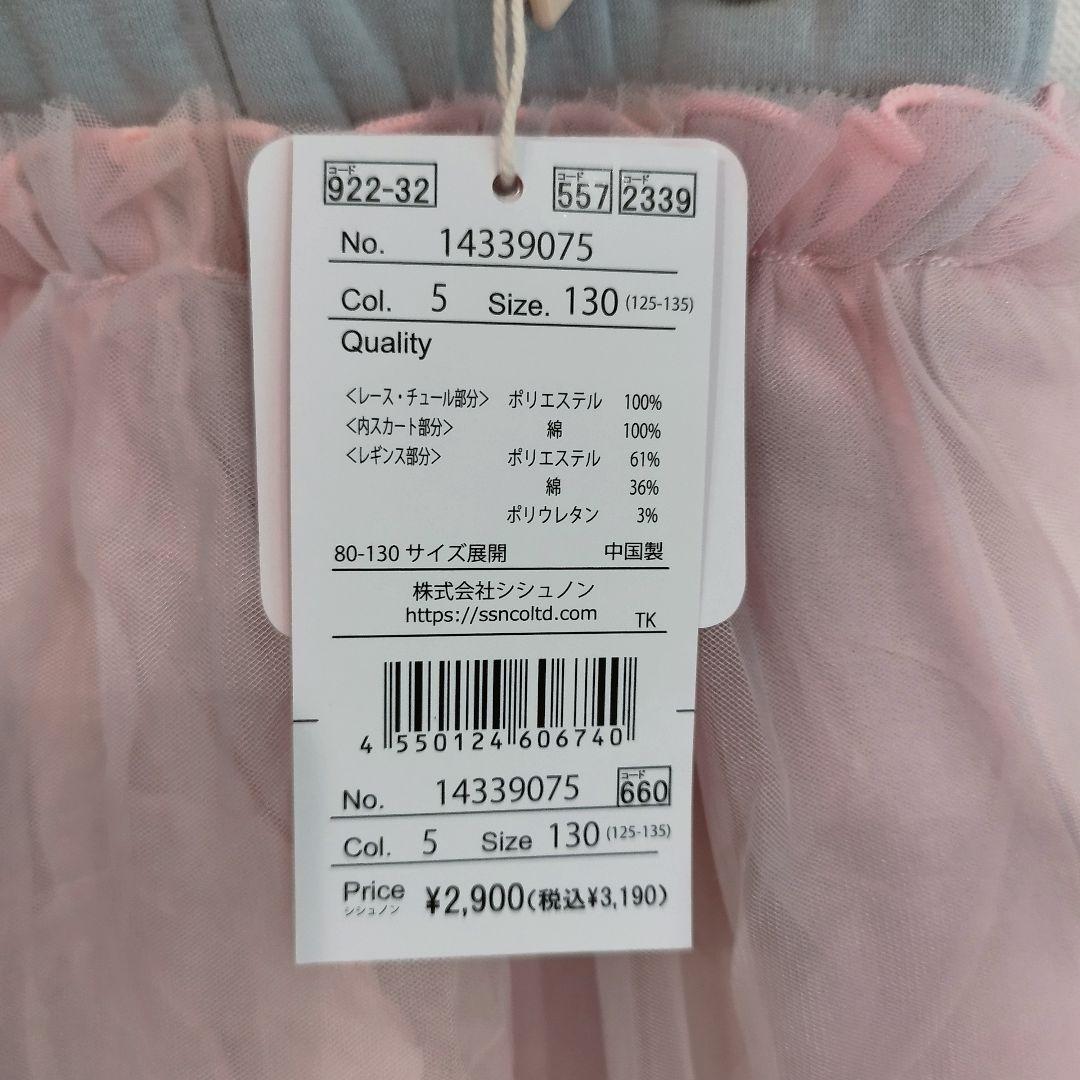 コード 922-32 コード 557 コード 2339
No. 14339075
Col. 5 Size. 130 (125-135)
Quality
<レース・チュール部分> ポリエステル 100%
<内スカート部分> 綿 100%
<レギンス部分> ポリエステル 61%
綿 36%
ポリウレタン 3%
80-130 サイズ展開 中国製
株式会社シシュノン
https://ssncoltd.com TK
4 550124 606740
No. 14339075 コード 660
Col. 5 Size 130 (125-135)
Price シシュノン ¥2,900(税込¥3,190)